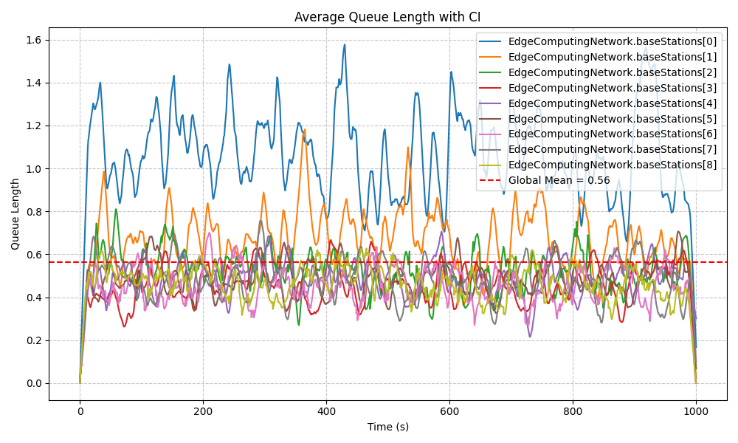 Average Queue Length with CI
1.6
1.4
1.2
1.0
0.8
0.6
0.4
0.2
0.0
Queue Length
0
200
400
600
800
1000
Time (s)
EdgeComputingNetwork.baseStations[0]
EdgeComputingNetwork.baseStations[1]
EdgeComputingNetwork.baseStations[2]
EdgeComputingNetwork.baseStations[3]
EdgeComputingNetwork.baseStations[4]
EdgeComputingNetwork.baseStations[5]
EdgeComputingNetwork.baseStations[6]
EdgeComputingNetwork.baseStations[7]
EdgeComputingNetwork.baseStations[8]
Global Mean = 0.56